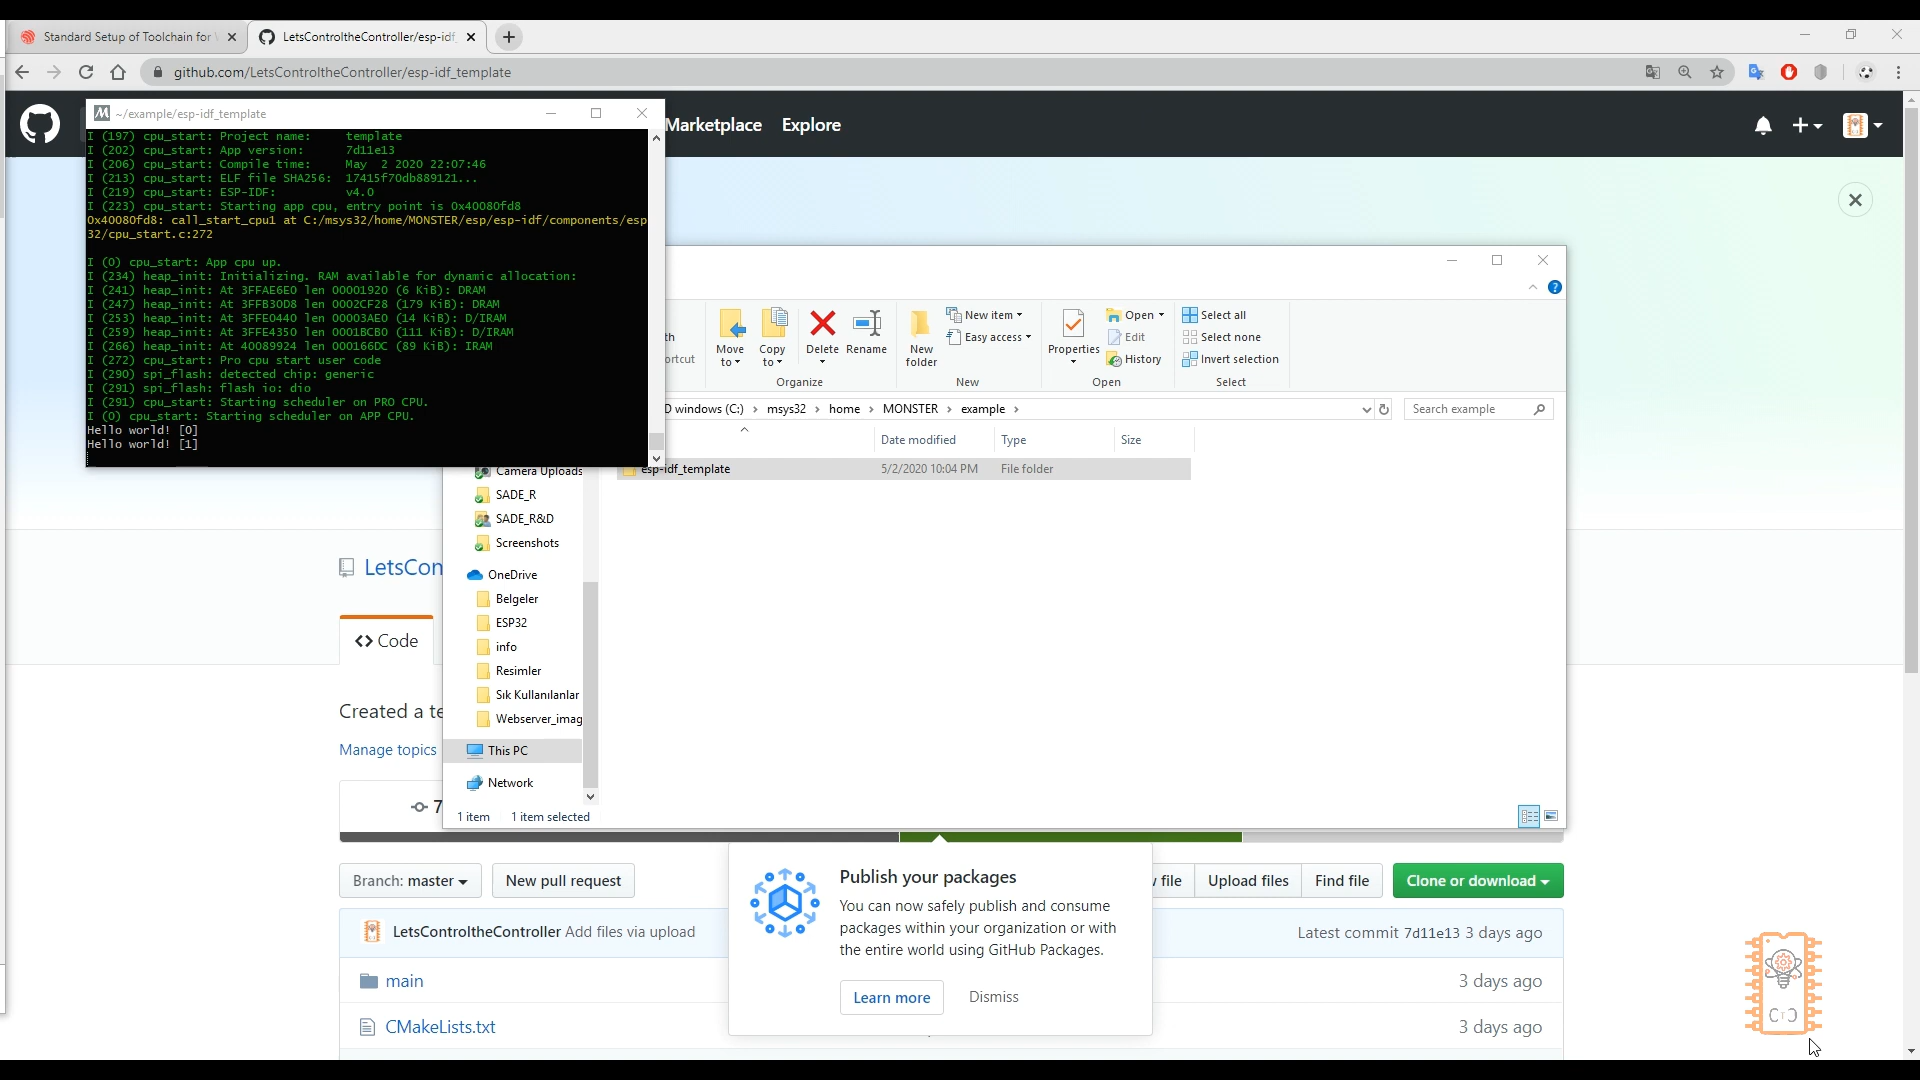 Standard Setup of Toolchain for
LetsControltheController/esp-idf_
github.com/LetsControltheController/esp-idf_template
Marketplace Explore
~/example/esp-idf_template
I (197) cpu_start: Project name:     template
I (202) cpu_start: App version:      7d11e13
I (206) cpu_start: Compile time:     May  2 2020 22:07:46
I (213) cpu_start: ELF file SHA256:  17415f70db889121...
I (219) cpu_start: ESP-IDF:          v4.0
I (223) cpu_start: Starting app cpu, entry point is 0x40080fd8
0x40080fd8: call_start_cpu1 at C:/msys32/home/MONSTER/esp/esp-idf/components/esp
32/cpu_start.c:272
I (0) cpu_start: App cpu up.
I (234) heap_init: Initializing. RAM available for dynamic allocation:
I (241) heap_init: At 3FFAE6E0 len 00001920 (6 KiB): DRAM
I (247) heap_init: At 3FFB30D8 len 0002CF28 (179 KiB): DRAM
I (253) heap_init: At 3FFE0440 len 00003AE0 (14 KiB): D/IRAM
I (259) heap_init: At 3FFE4350 len 0001BCB0 (111 KiB): D/IRAM
I (266) heap_init: At 40089924 len 000166DC (89 KiB): IRAM
I (272) cpu_start: Pro cpu start user code
I (290) spi_flash: detected chip: generic
I (291) spi_flash: flash io: dio
I (291) cpu_start: Starting scheduler on PRO CPU.
I (0) cpu_start: Starting scheduler on APP CPU.
Hello world! [0]
Hello world! [1]
th
ortcut
Move to
Copy to
Delete
Rename
Organize
New folder
New item
Easy access
New
Properties
Open
Edit
History
Open
Select all
Select none
Invert selection
Select
windows (C:) > msys32 > home > MONSTER > example >
Search example
Date modified
Type
Size
esp-idf_template
5/2/2020 10:04 PM
File folder
Camera Uploads
SADE_R
SADE_R&D
Screenshots
OneDrive
Belgeler
ESP32
info
Resimler
Sık Kullanılanlar
Webserver_imag
This PC
Network
1 item 1 item selected
LetsCon
Code
Created a te
Manage topics
7
Branch: master
New pull request
file
Upload files
Find file
Clone or download
Publish your packages
You can now safely publish and consume
packages within your organization or with
the entire world using GitHub Packages.
Learn more
Dismiss
LetsControltheController Add files via upload
Latest commit 7d11e13 3 days ago
main
3 days ago
CMakeLists.txt
3 days ago